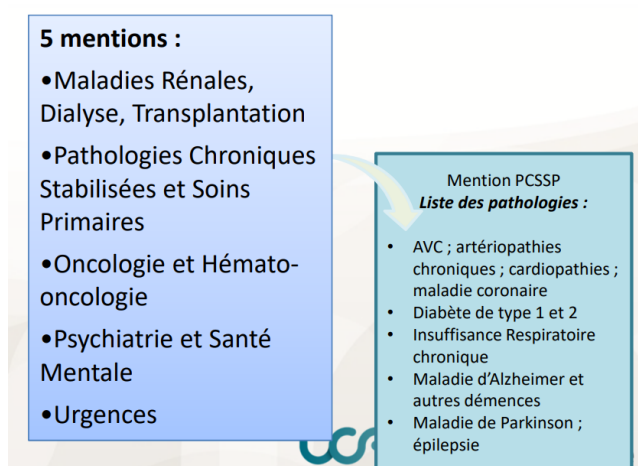 5 mentions :
•Maladies Rénales,
Dialyse, Transplantation
•Pathologies Chroniques
Stabilisées et Soins
Primaires
•Oncologie et Hémato-
oncologie
•Psychiatrie et Santé
Mentale
•Urgences
Mention PCSSP
Liste des pathologies :
• AVC ; artériopathies
chroniques ; cardiopathies ;
maladie coronaire
• Diabète de type 1 et 2
• Insuffisance Respiratoire
chronique
• Maladie d’Alzheimer et
autres démences
• Maladie de Parkinson ;
épilepsie